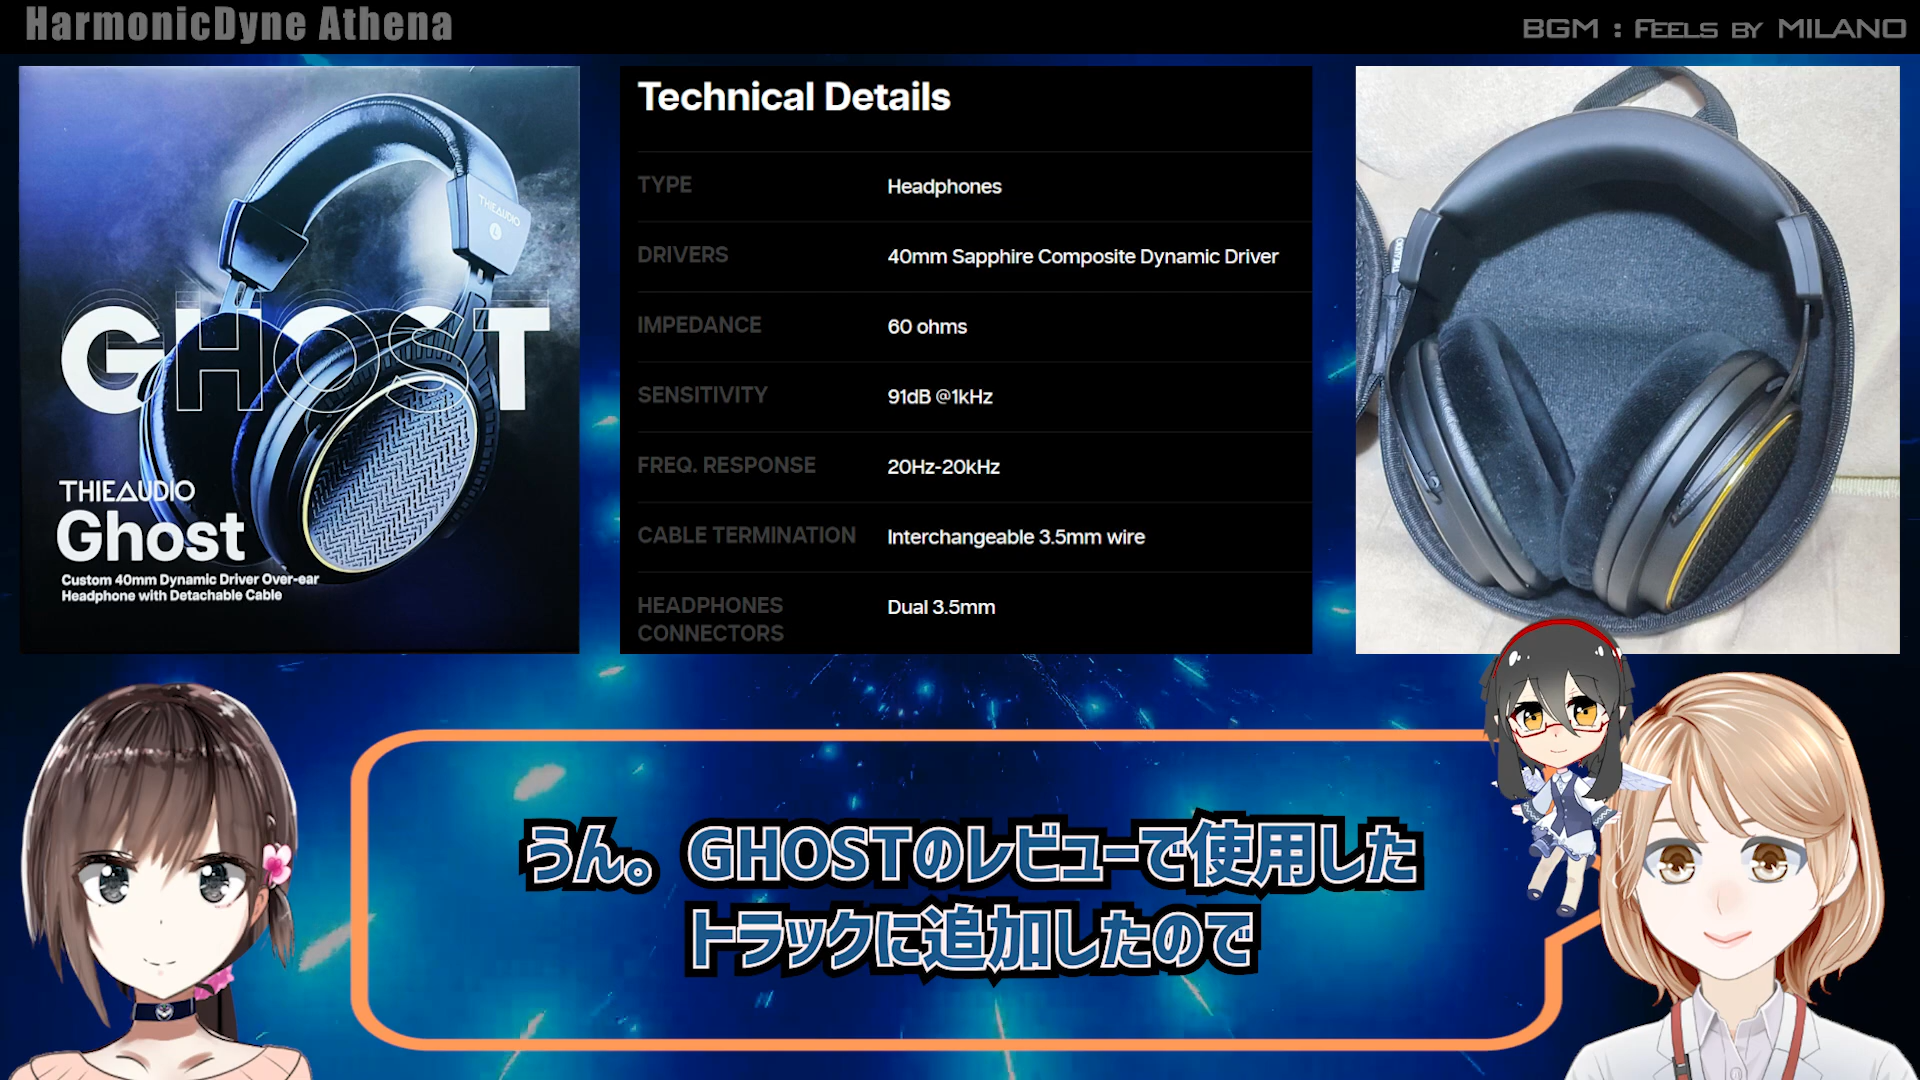 HarmonicDyne Athena
BGM : FEELS BY MILANO
THIEAUDIO
L
GHOST
THIEAUDIO
Ghost
Custom 40mm Dynamic Driver Over-ear
Headphone with Detachable Cable
Technical Details
TYPE Headphones
DRIVERS 40mm Sapphire Composite Dynamic Driver
IMPEDANCE 60 ohms
SENSITIVITY 91dB @1kHz
FREQ. RESPONSE 20Hz-20kHz
CABLE TERMINATION Interchangeable 3.5mm wire
HEADPHONES Dual 3.5mm
CONNECTORS
うん。GHOSTのレビューで使用した
トラックに追加したので